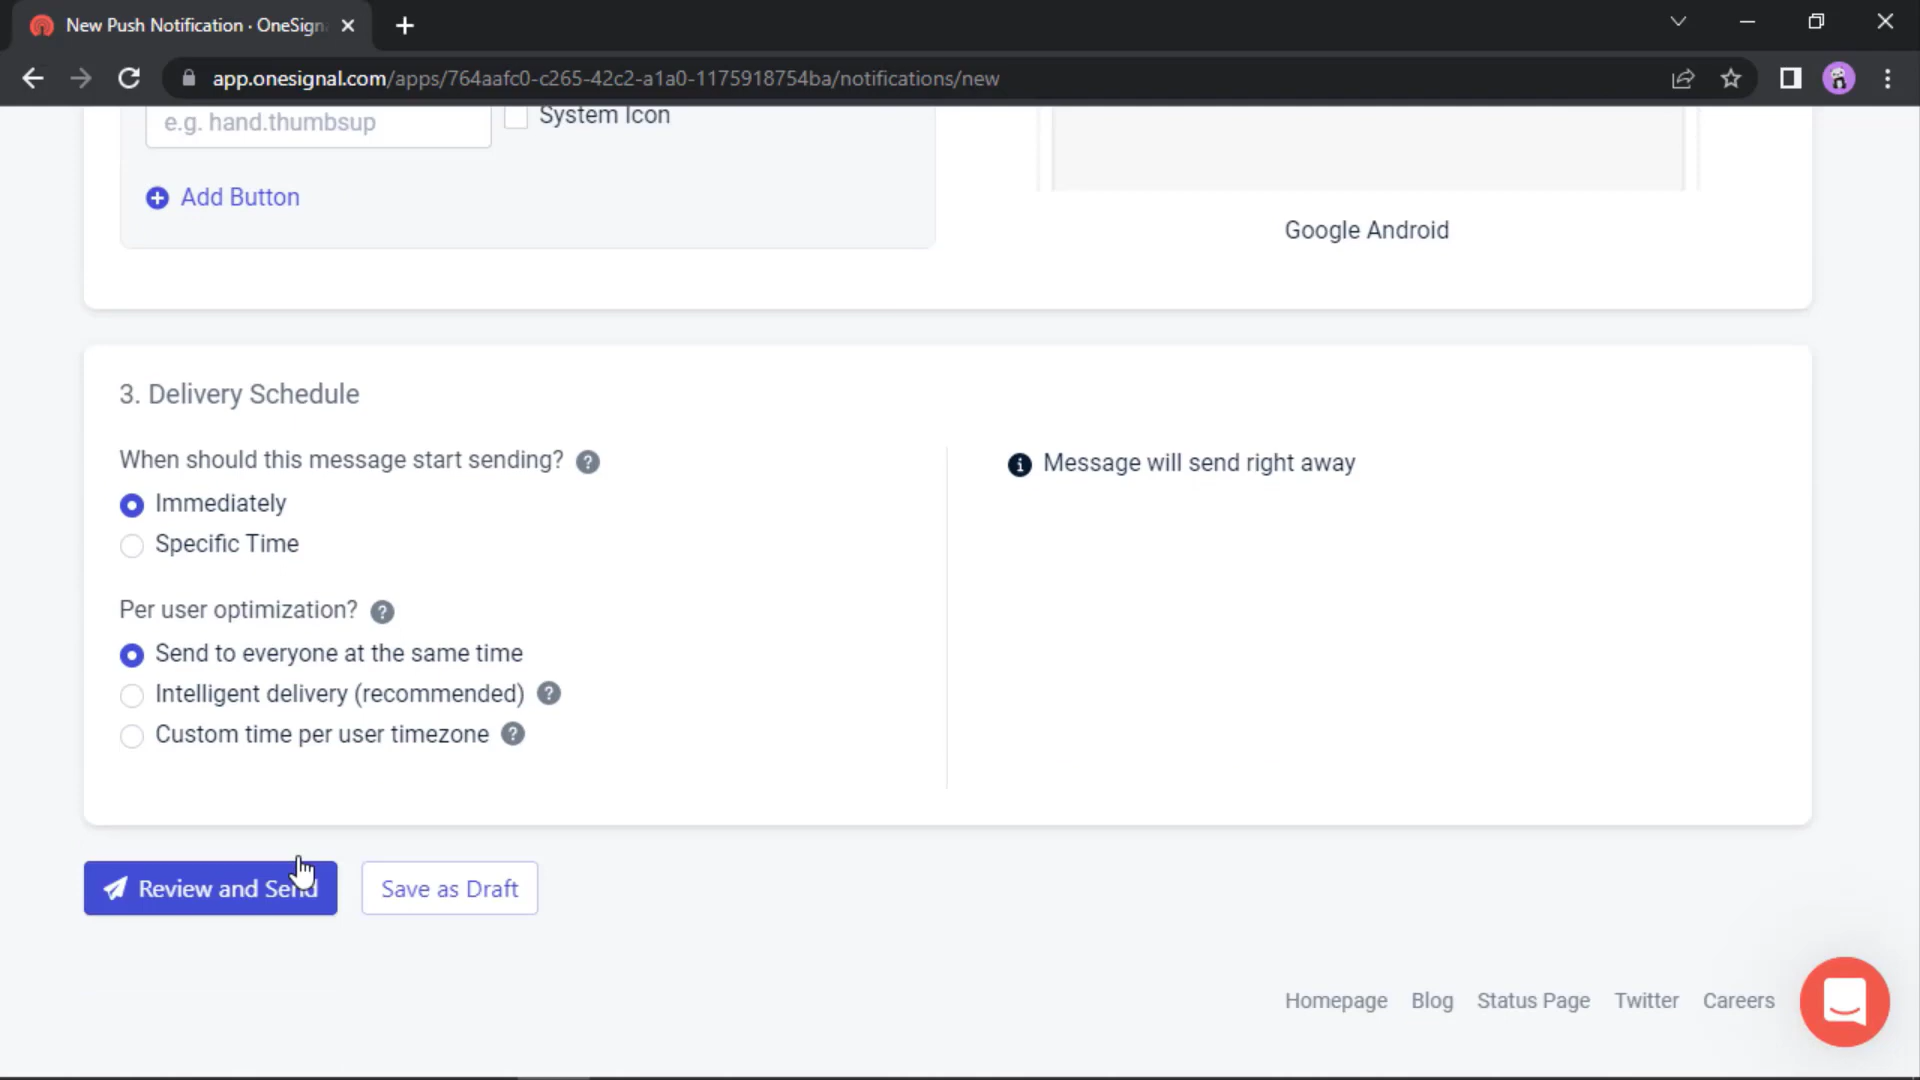 New Push Notification · OneSign
app.onesignal.com/apps/764aafc0-c265-42c2-a1a0-1175918754ba/notifications/new
e.g. hand.thumbsup
System Icon
Add Button
Google Android
3. Delivery Schedule
When should this message start sending? ?
Immediately
Specific Time
Message will send right away
Per user optimization? ?
Send to everyone at the same time
Intelligent delivery (recommended) ?
Custom time per user timezone ?
Review and Send
Save as Draft
Homepage Blog Status Page Twitter Careers